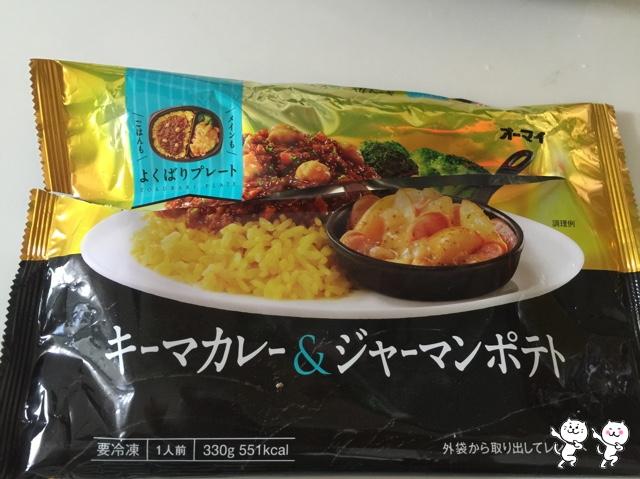 オーマイ
ごはんも
メインも
よくばりプレート
YOKUBARI PLATE
調理例
キーマカレー&ジャーマンポテト
要冷凍 1人前 330g 551kcal
外袋から取り出してレ